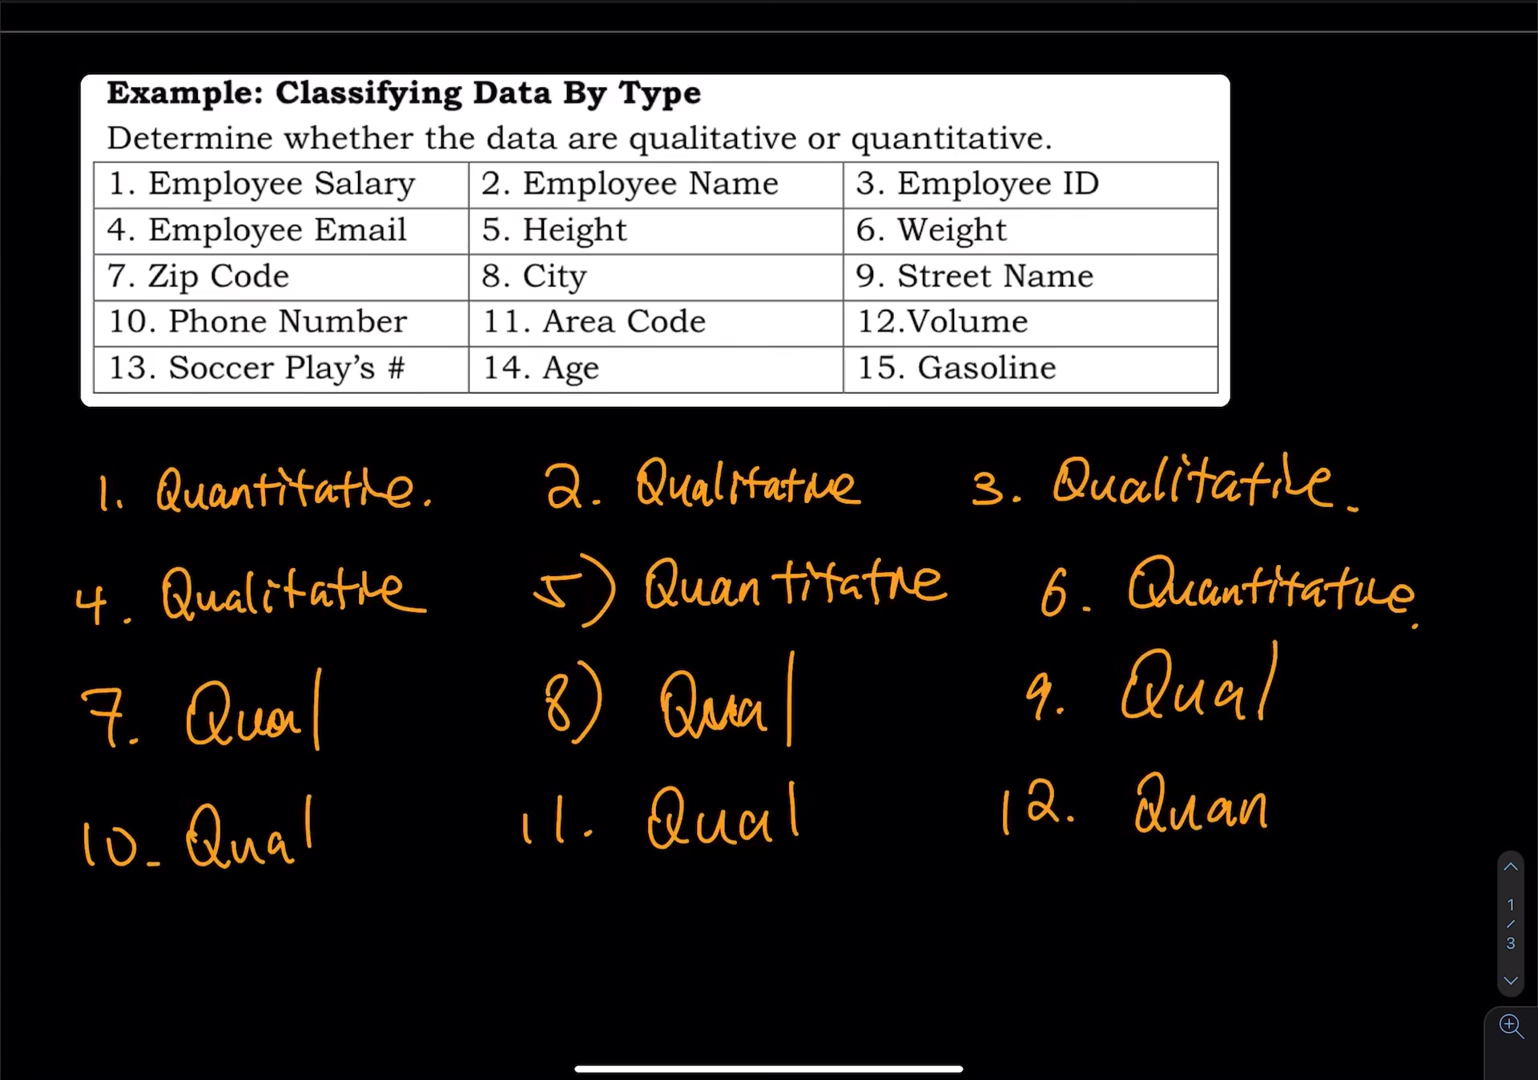 Example: Classifying Data By Type
Determine whether the data are qualitative or quantitative.
1. Employee Salary 2. Employee Name 3. Employee ID
4. Employee Email 5. Height 6. Weight
7. Zip Code 8. City 9. Street Name
10. Phone Number 11. Area Code 12.Volume
13. Soccer Play's # 14. Age 15. Gasoline
1. Quantitative. 2. Qualitative 3. Qualitative.
4. Qualitative 5) Quantitative 6. Quantitative.
7. Qual 8) Qual 9. Qual
10. Qual 11. Qual 12. Quan
1
/
3